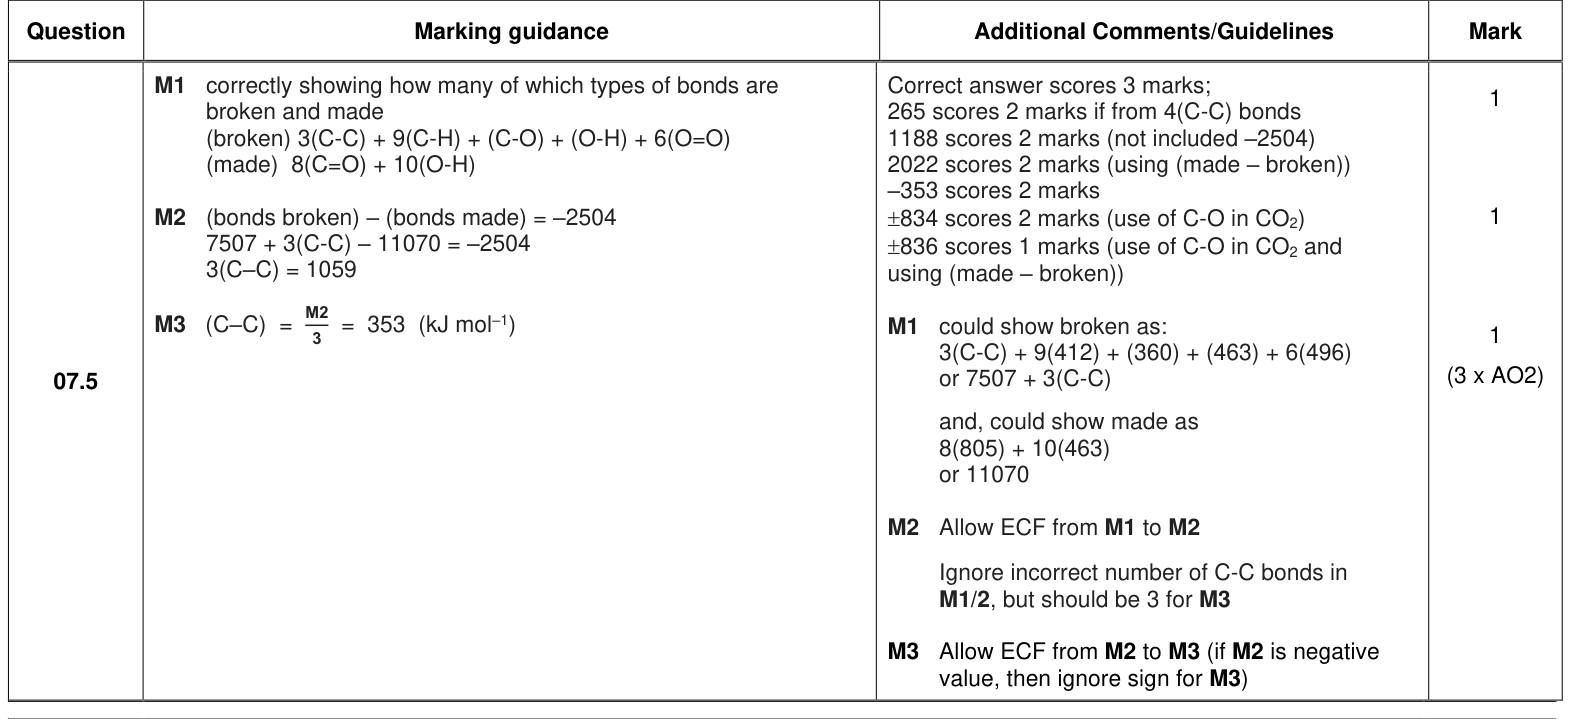 Question Marking guidance Additional Comments/Guidelines Mark
07.5
M1 correctly showing how many of which types of bonds are
broken and made
(broken) 3(C-C) + 9(C-H) + (C-O) + (O-H) + 6(O=O)
(made) 8(C=O) + 10(O-H)
M2 (bonds broken) – (bonds made) = –2504
7507 + 3(C-C) – 11070 = –2504
3(C–C) = 1059
M3 (C–C) = M2/3 = 353 (kJ mol⁻¹)
Correct answer scores 3 marks;
265 scores 2 marks if from 4(C-C) bonds
1188 scores 2 marks (not included –2504)
2022 scores 2 marks (using (made – broken))
–353 scores 2 marks
±834 scores 2 marks (use of C-O in CO₂)
±836 scores 1 marks (use of C-O in CO₂ and
using (made – broken))
M1 could show broken as:
3(C-C) + 9(412) + (360) + (463) + 6(496)
or 7507 + 3(C-C)
and, could show made as
8(805) + 10(463)
or 11070
M2 Allow ECF from M1 to M2
Ignore incorrect number of C-C bonds in
M1/2, but should be 3 for M3
M3 Allow ECF from M2 to M3 (if M2 is negative
value, then ignore sign for M3)
1
1
1
(3 x AO2)